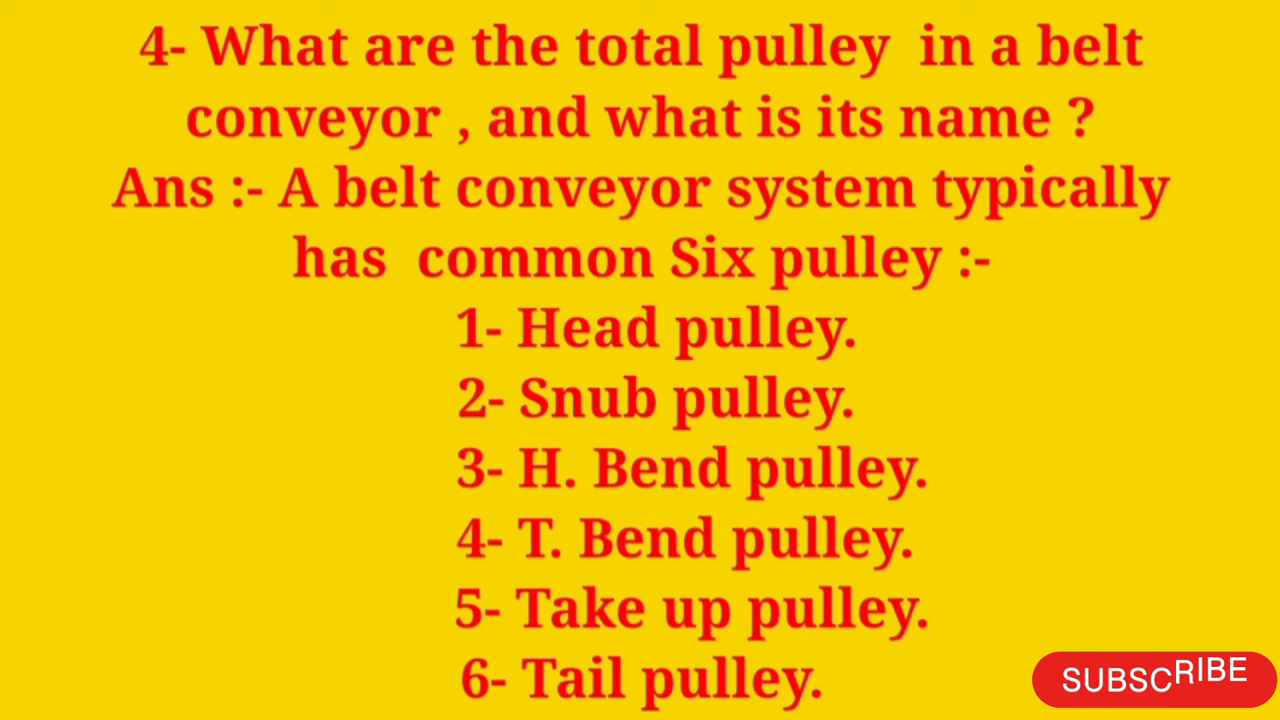 4- What are the total pulley in a belt
conveyor , and what is its name ?
Ans :- A belt conveyor system typically
has common Six pulley :-
1- Head pulley.
2- Snub pulley.
3- H. Bend pulley.
4- T. Bend pulley.
5- Take up pulley.
6- Tail pulley.
SUBSCRIBE